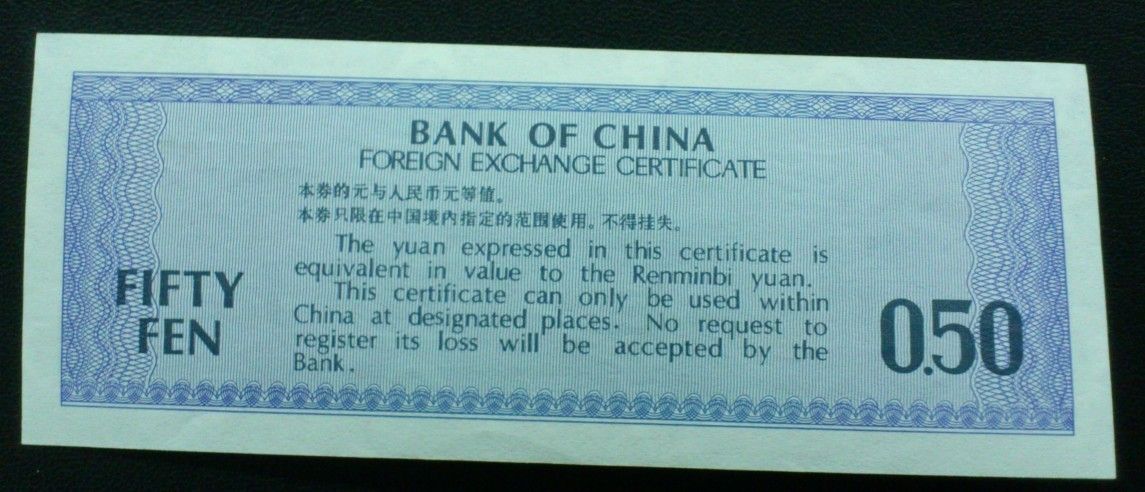 BANK OF CHINA
FOREIGN EXCHANGE CERTIFICATE
本券的元与人民币元等值。
本券只限在中国境内指定的范围使用。不得挂失。
The yuan expressed in this certificate is
equivalent in value to the Renminbi yuan.
This certificate can only be used within
China at designated places. No request to
register its loss will be accepted by the
Bank.
FIFTY
FEN
0.50